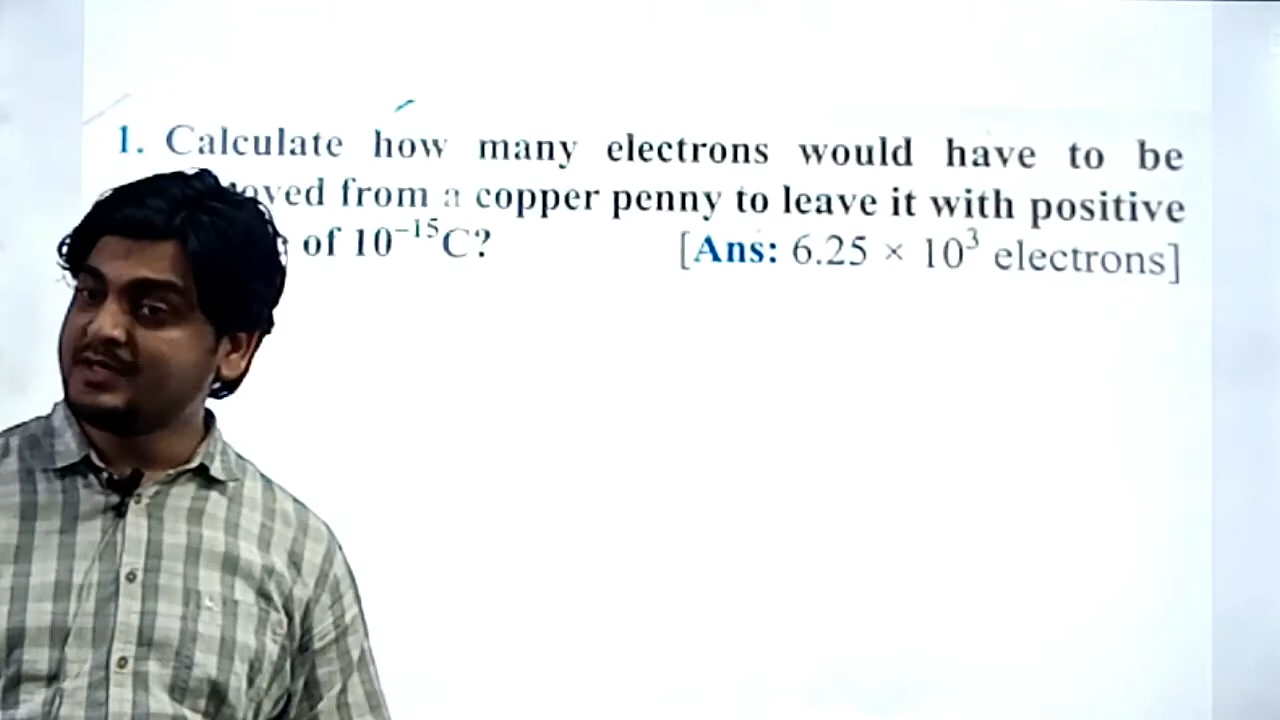 1. Calculate how many electrons would have to be
from a copper penny to leave it with positive
of 10⁻¹⁵C? [Ans: 6.25 × 10³ electrons]